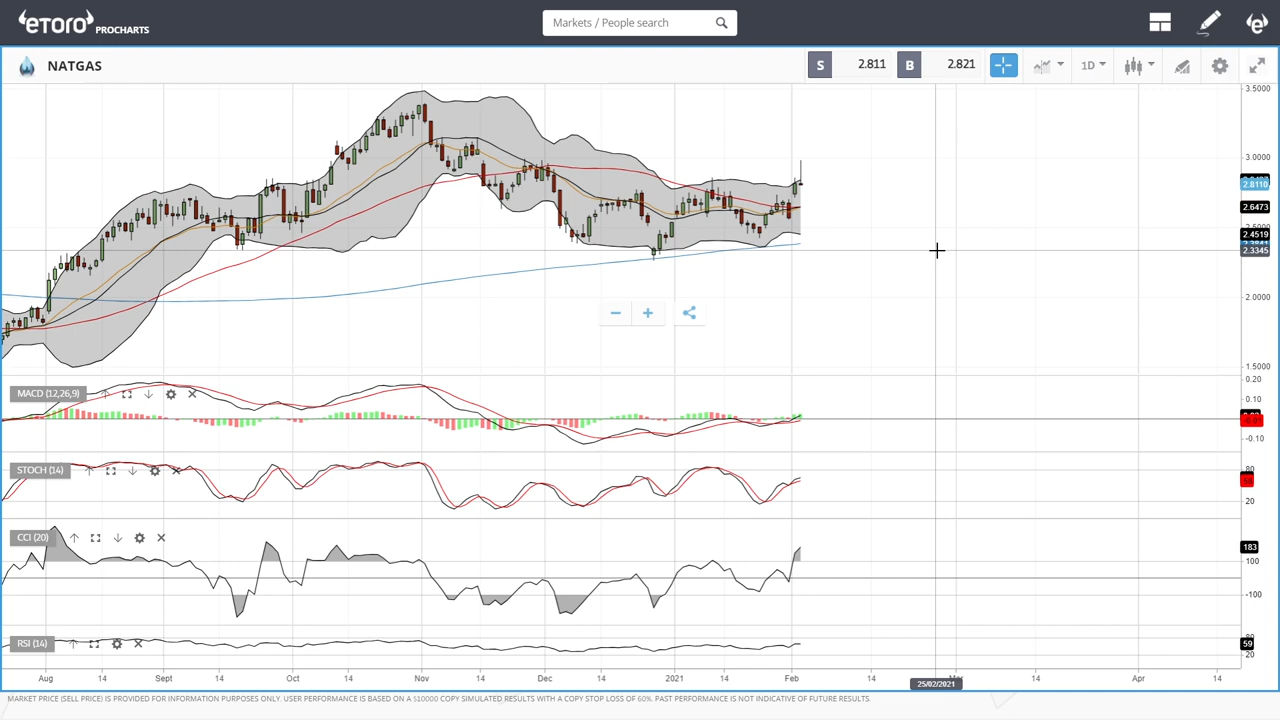 eToro PROCHARTS
Markets / People search
NATGAS
S 2.811 B 2.821
1D
3.5000
3.0000
2.8110
2.6473
2.5000
2.4519
2.3345
2.0000
1.5000
MACD (12,26,9)
0.20
0.10
-0.10
STOCH (14)
80
20
CCI (20)
183
100
-100
RSI (14)
80
59
20
Aug 14 Sept 14 Oct 14 Nov 14 Dec 14 2021 14 Feb 14 Mar 14 Apr 14
25/02/2021
MARKET PRICE (SELL PRICE) IS PROVIDED FOR INFORMATION PURPOSES ONLY. USER PERFORMANCE IS BASED ON A $10000 COPY SIMULATED RESULTS WITH A COPY STOP LOSS OF 60%. PAST PERFORMANCE IS NOT INDICATIVE OF FUTURE RESULTS.